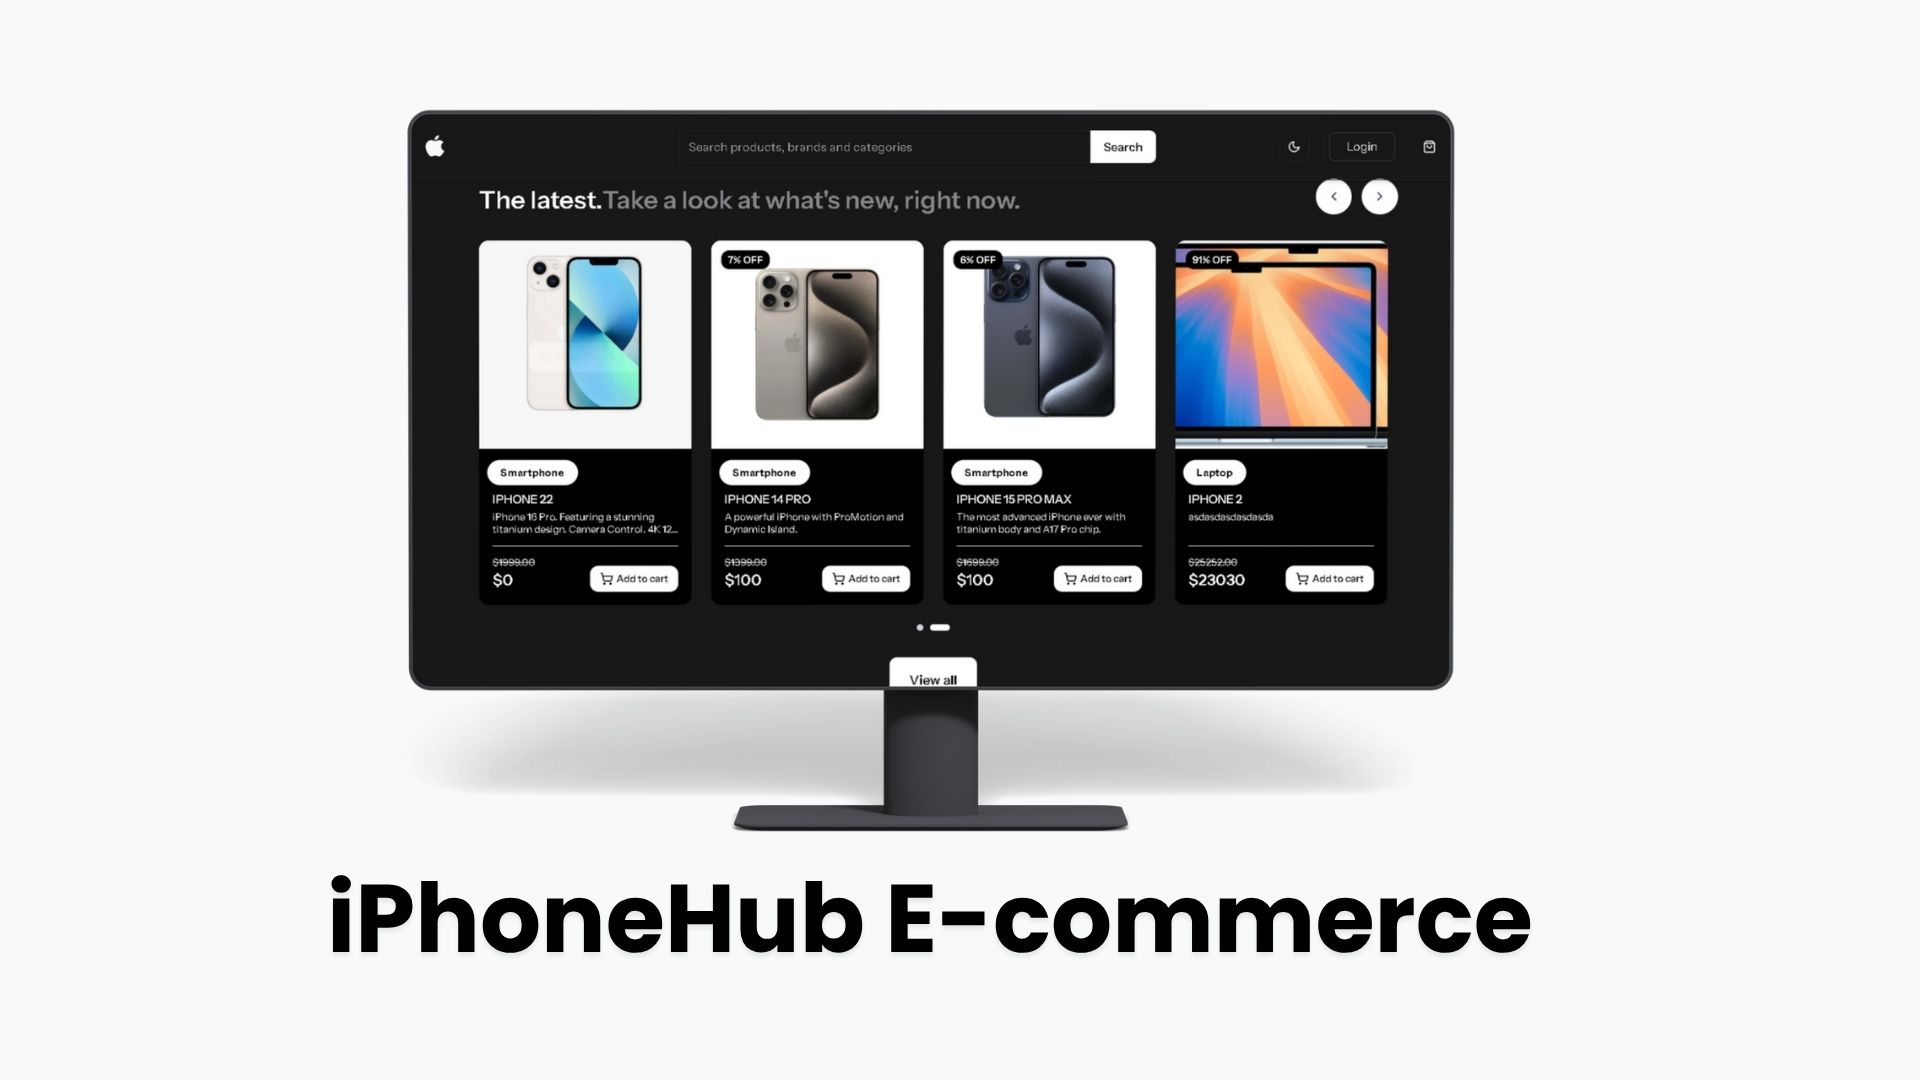 Search products, brands and categories
Search
Login
The latest. Take a look at what's new, right now.
7% OFF
6% OFF
91% OFF
Smartphone
Smartphone
Smartphone
Laptop
IPHONE 22
IPHONE 14 PRO
IPHONE 15 PRO MAX
IPHONE 2
iPhone 16 Pro. Featuring a stunning
titanium design. Camera Control. 4K 12...
A powerful iPhone with ProMotion and
Dynamic Island.
The most advanced iPhone ever with
titanium body and A17 Pro chip.
asdasdasdasdasda
$1999.00
$0
Add to cart
$1399.00
$100
Add to cart
$1699.00
$100
Add to cart
$25252.00
$23030
Add to cart
View all
iPhoneHub E-commerce